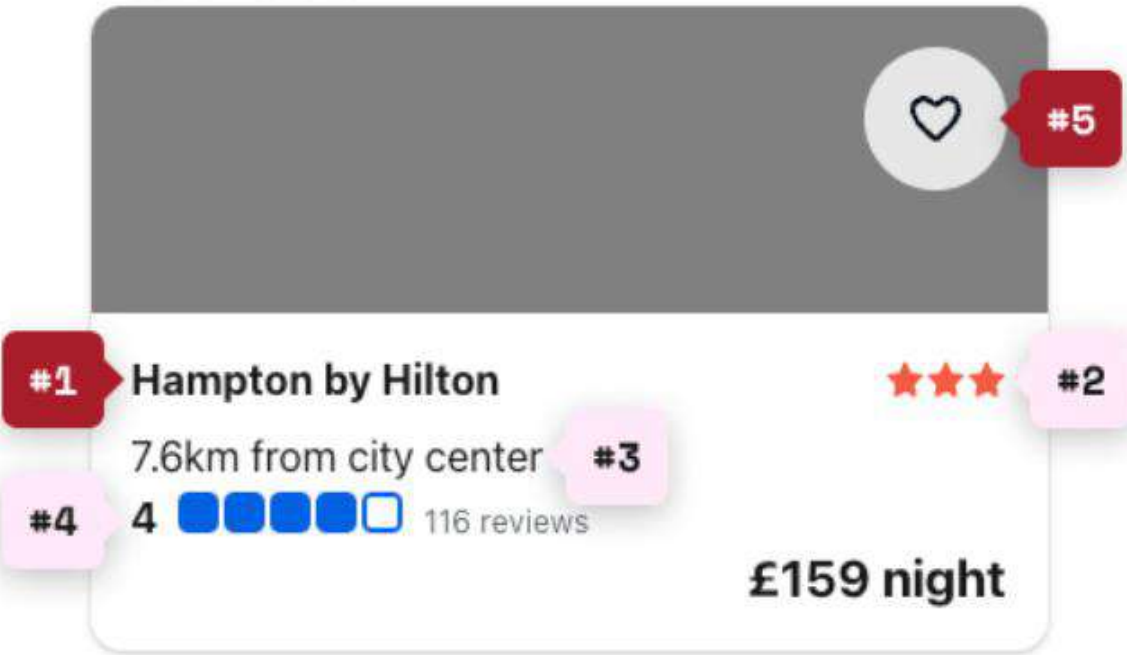 #5
#1 Hampton by Hilton #2
7.6km from city center #3
#4 4 116 reviews
£159 night